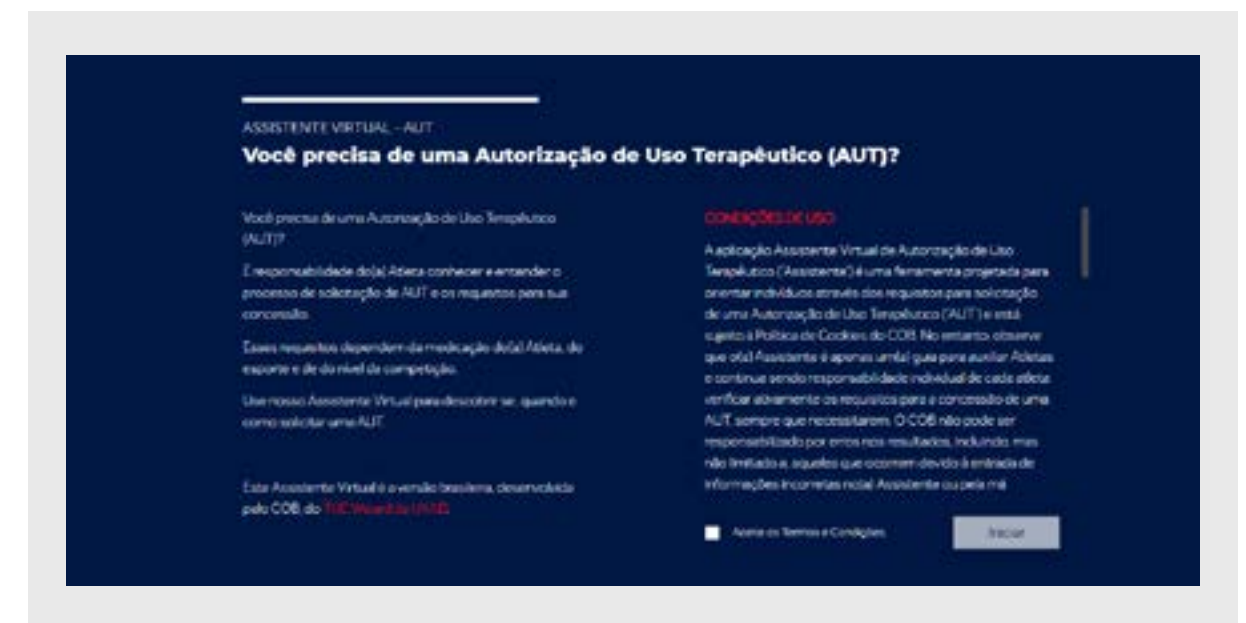 ASSISTENTE VIRTUAL - AUT
Você precisa de uma Autorização de Uso Terapêutico (AUT)?
Você precisa de uma Autorização de Uso Terapêutico
(AUT)?
É responsabilidade do(a) Atleta conhecer e entender o
processo de solicitação de AUT e os requisitos para sua
concessão.
Esses requisitos dependem da medicação do(a) Atleta, do
esporte e de do nível da competição.
Use nosso Assistente Virtual para descobrir se, quando e
como solicitar uma AUT.
Este Assistente Virtual é a versão brasileira, desenvolvida
pelo COB, do TUE Wizard da UKAD.
CONDIÇÕES DE USO
A aplicação Assistente Virtual de Autorização de Uso
Terapêutico ('Assistente') é uma ferramenta projetada para
orientar indivíduos através dos requisitos para solicitação
de uma Autorização de Uso Terapêutico ('AUT') e está
sujeito à Política de Cookies do COB. No entanto, observe
que o(a) Assistente é apenas um(a) guia para auxiliar Atletas
e continua sendo responsabilidade individual de cada atleta
verificar ativamente os requisitos para a concessão de uma
AUT, sempre que necessitarem. O COB não pode ser
responsabilizado por erros nos resultados, incluindo, mas
não limitado a, aqueles que ocorrem devido à entrada de
informações incorretas no(a) Assistente ou pela má
Aceite os Termos e Condições
Iniciar